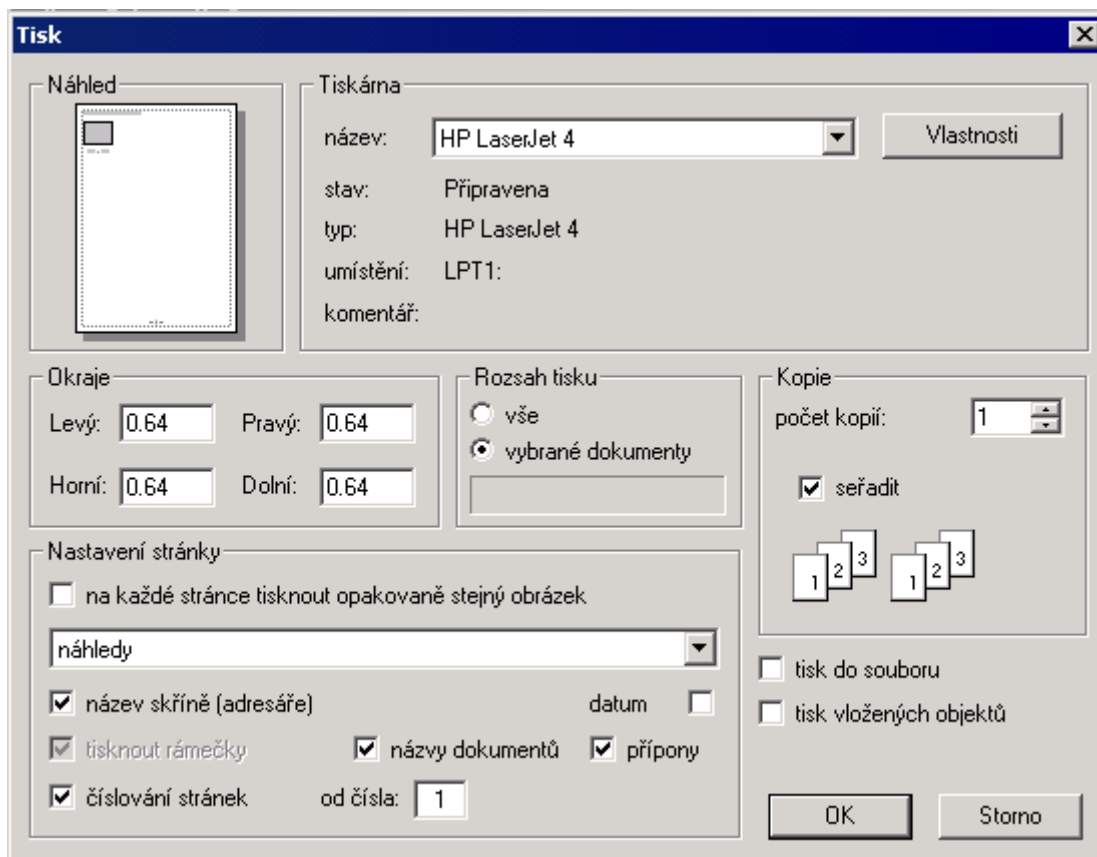 Tisk
Náhled
Tiskárna
název:
HP LaserJet 4
Vlastnosti
stav:
Připravena
typ:
HP LaserJet 4
umístění:
LPT1:
komentář:
Okraje
Levý:
0.64
Pravý:
0.64
Horní:
0.64
Dolní:
0.64
Rozsah tisku
vše
vybrané dokumenty
Kopie
počet kopií:
1
seřadit
1 2 3 1 2 3
Nastavení stránky
na každé stránce tisknout opakovaně stejný obrázek
náhledy
název skříně (adresáře)
datum
tisknout rámečky
názvy dokumentů
přípony
číslování stránek
od čísla:
1
tisk do souboru
tisk vložených objektů
OK
Storno